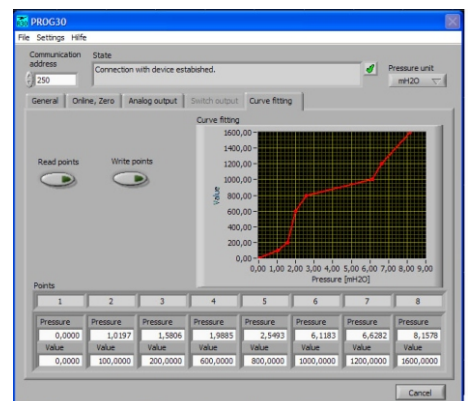 PROG30
File Settings Hilfe
Communication address
250
State
Connection with device estabished.
Pressure unit
mH2O
General Online, Zero Analog output Switch output Curve fitting
Curve fitting
Read points Write points
1600,00
1400,00
1200,00
1000,00
800,00
600,00
400,00
200,00
0,00
Value
0,00 1,00 2,00 3,00 4,00 5,00 6,00 7,00 8,00 9,00
Pressure [mH2O]
Points
1 2 3 4 5 6 7 8
Pressure Pressure Pressure Pressure Pressure Pressure Pressure Pressure
0,0000 1,0197 1,5806 1,9885 2,5493 6,1183 6,6282 8,1578
Value Value Value Value Value Value Value Value
0,0000 100,0000 200,0000 600,0000 800,0000 1000,0000 1200,0000 1600,0000
Cancel